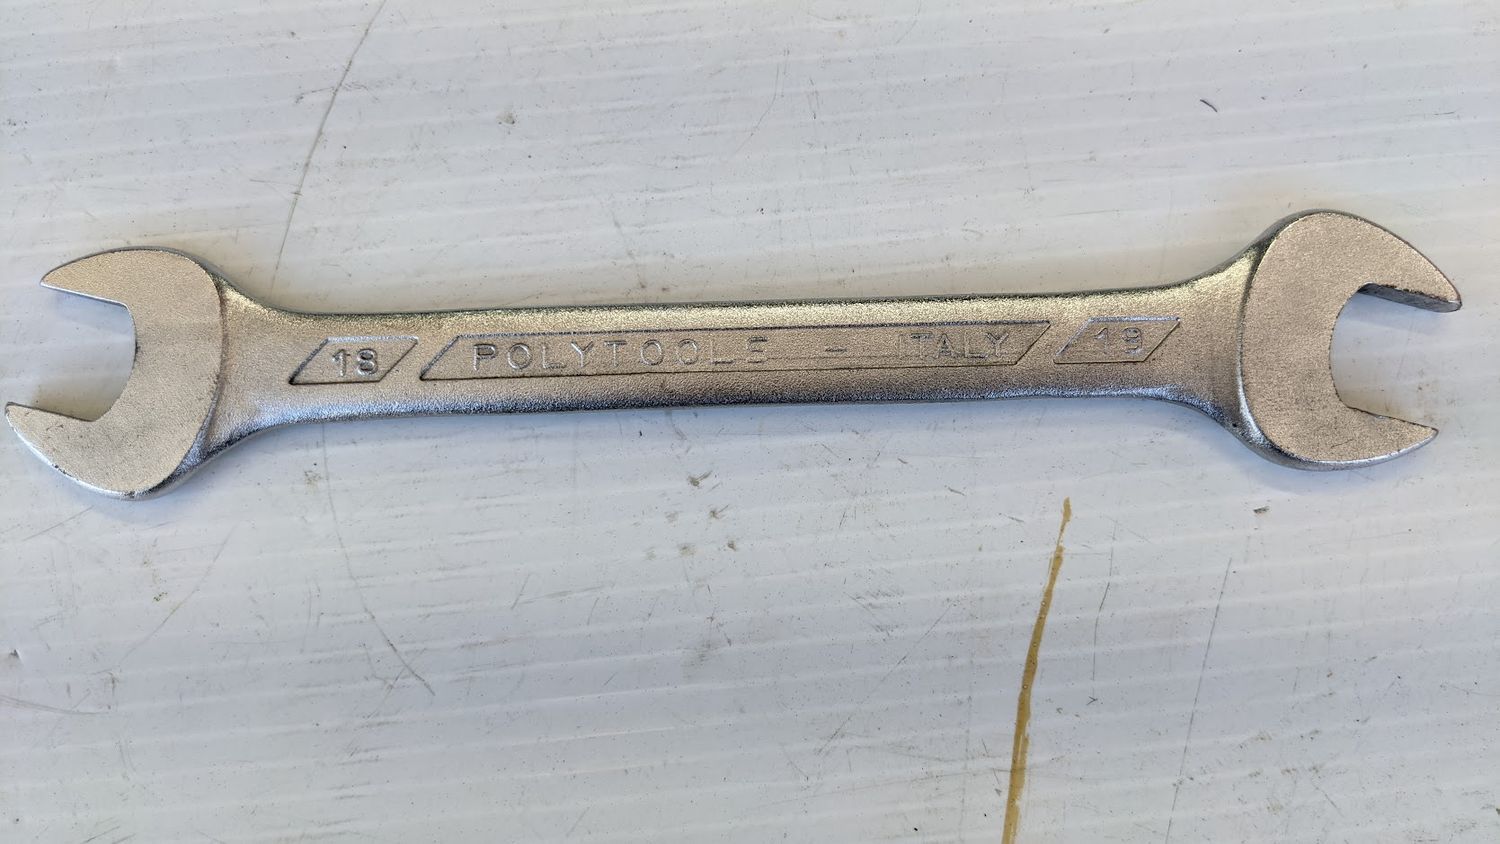 18 POLYTOOLS - ITALY 19